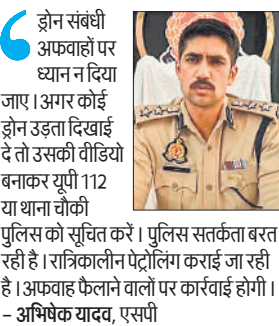 ड्रोन संबंधी
अफवाहों पर
ध्यान न दिया
जाए। अगर कोई
ड्रोन उड़ता दिखाई
दे तो उसकी वीडियो
बनाकर यूपी 112
या थाना चौकी
पुलिस को सूचित करें। पुलिस सतर्कता बरत
रही है। रात्रिकालीन पेट्रोलिंग कराई जा रही
है। अफवाह फैलाने वालों पर कार्रवाई होगी।
– अभिषेक यादव, एसपी